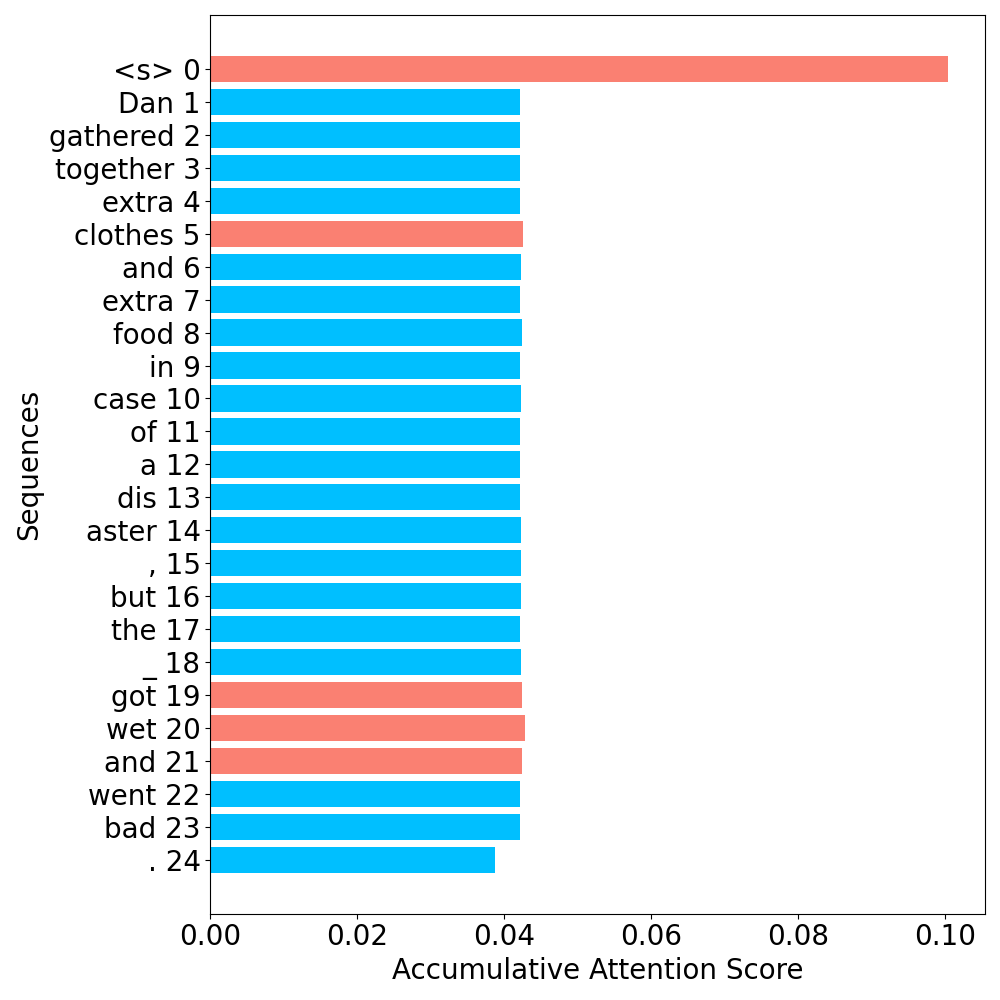 <s> 0
Dan 1
gathered 2
together 3
extra 4
clothes 5
and 6
extra 7
food 8
in 9
case 10
of 11
a 12
dis 13
aster 14
, 15
but 16
the 17
_ 18
got 19
wet 20
and 21
went 22
bad 23
. 24
Sequences
0.00 0.02 0.04 0.06 0.08 0.10
Accumulative Attention Score